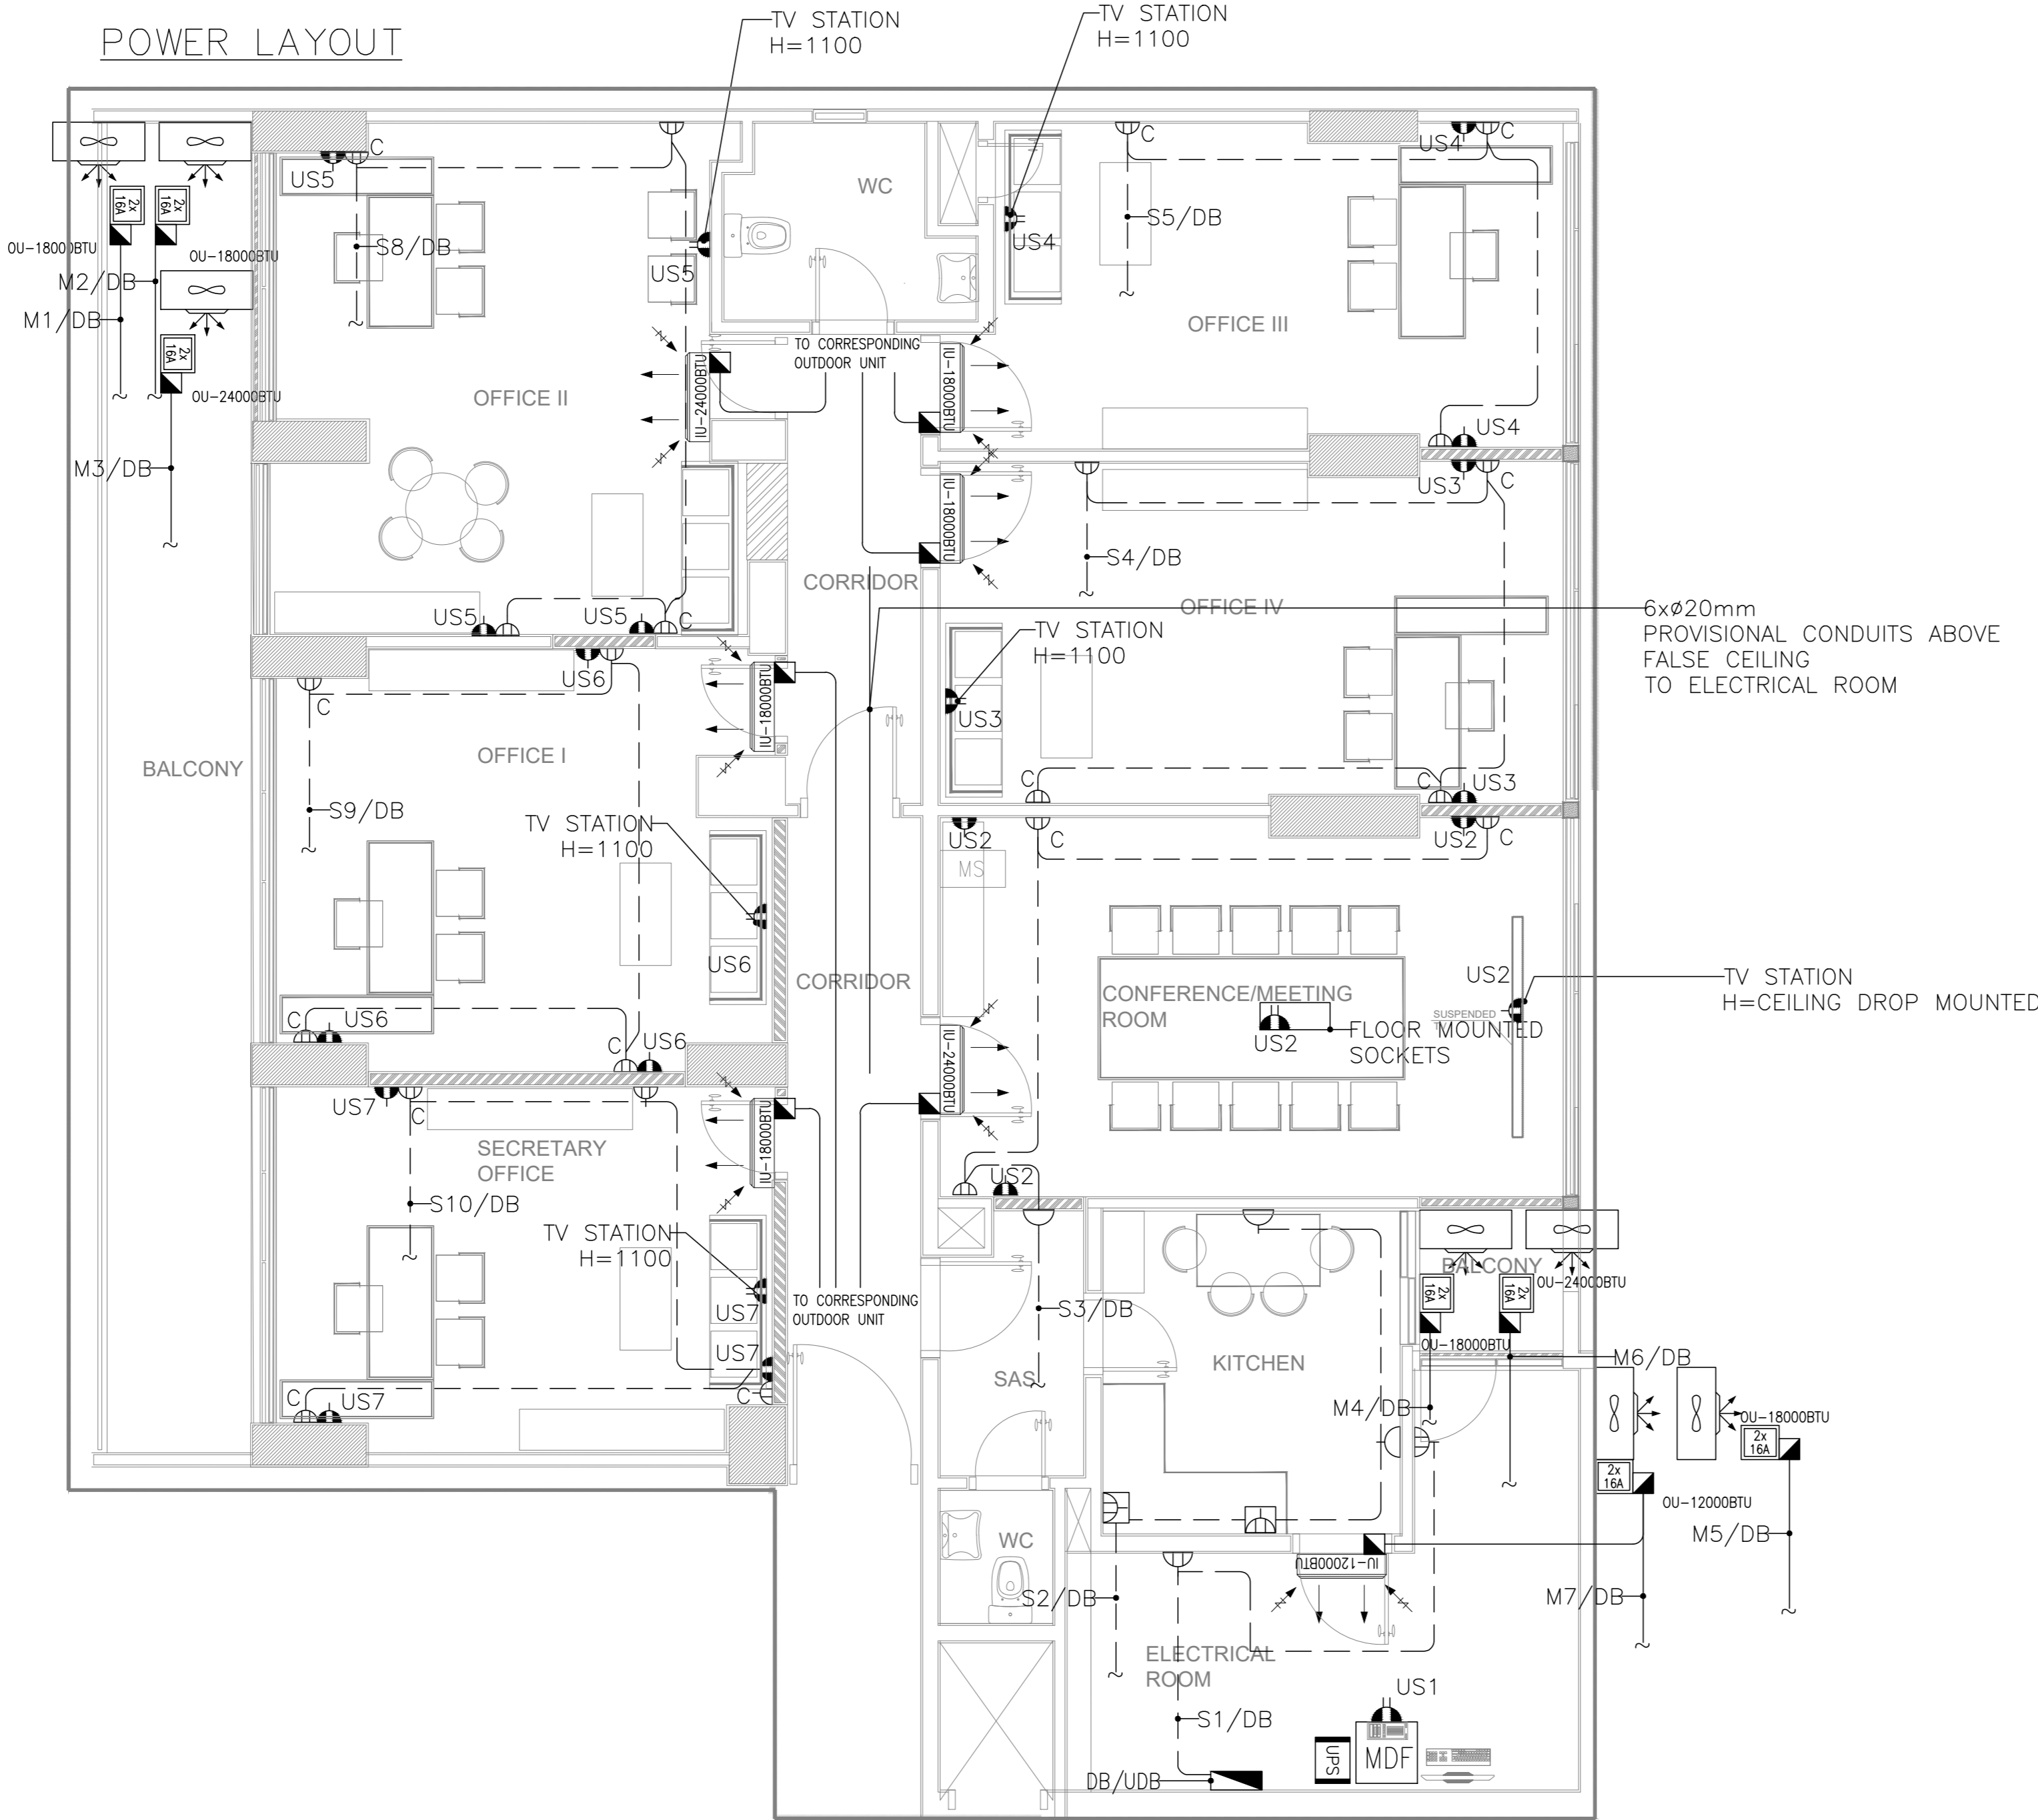 POWER LAYOUT
TV STATION
H=1100
TV STATION
H=1100
C
US5
C
US4
C
WC
2x
16A
2x
16A
OU-18000BTU
OU-18000BTU
S8/DB
US5
US4
S5/DB
M2/DB
M1/DB
2x
16A
OU-24000BTU
OFFICE III
TO CORRESPONDING
OUTDOOR UNIT
IU-24000BTU
IU-18000BTU
OFFICE II
US4
M3/DB
US3
C
IU-18000BTU
S4/DB
CORRIDOR
OFFICE IV
6xø20mm
PROVISIONAL CONDUITS ABOVE
FALSE CEILING
TO ELECTRICAL ROOM
US5
US5
C
TV STATION
H=1100
US6
C
IU-18000BTU
US3
OFFICE I
BALCONY
C
C
US3
S9/DB
TV STATION
H=1100
US2
US2
C
MS
US6
CORRIDOR
US2
TV STATION
H=CEILING DROP MOUNTED
CONFERENCE/MEETING
ROOM
SUSPENDED
US2
FLOOR MOUNTED
SOCKETS
C
US6
C
US6
IU-24000BTU
US7
C
IU-18000BTU
SECRETARY
OFFICE
US2
S10/DB
TV STATION
H=1100
BALCONY
OU-24000BTU
2x
16A
2x
16A
TO CORRESPONDING
OUTDOOR UNIT
US7
S3/DB
OU-18000BTU
US7
KITCHEN
M6/DB
SAS
C
US7
C
M4/DB
OU-18000BTU
2x
16A
2x
16A
OU-12000BTU
M5/DB
WC
IU-12000BTU
S2/DB
M7/DB
ELECTRICAL
ROOM
US1
S1/DB
UPS
MDF
DB/UDB